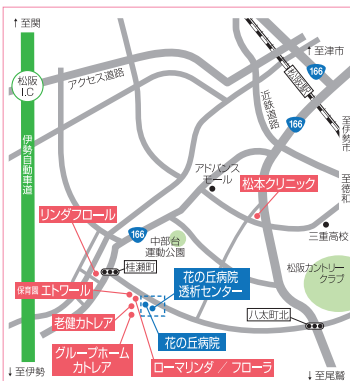 ↑至関
松阪
I.C
アクセス道路
166
↑至津市
近鉄道路
166
至伊勢市
伊勢自動車道
アドバンス
モール
松本クリニック
至徳和
リンダフロール
166
中部台
運動公園
三重高校
桂瀬町
松阪カントリー
クラブ
保育園 エトワール
花の丘病院
透析センター
老健カトレア
八太町北
花の丘病院
グループホーム
カトレア
ローマリンダ / フローラ
↓至伊勢
↓至尾鷲